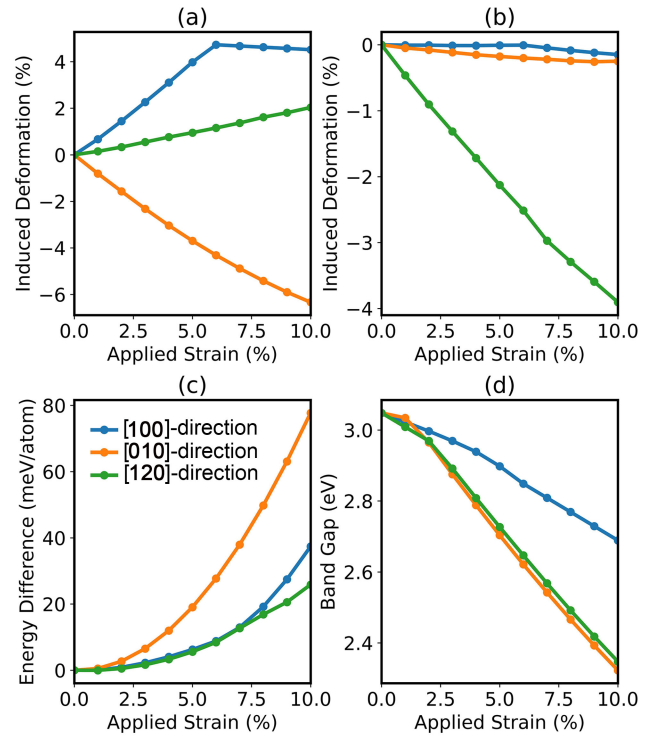 (a)
Induced Deformation (%)
4
2
0
−2
−4
−6
0.0 2.5 5.0 7.5 10.0
Applied Strain (%)
(b)
Induced Deformation (%)
0
−1
−2
−3
−4
0.0 2.5 5.0 7.5 10.0
Applied Strain (%)
(c)
Energy Difference (meV/atom)
80
60
40
20
0
[100]-direction
[010]-direction
[120]-direction
0.0 2.5 5.0 7.5 10.0
Applied Strain (%)
(d)
Band Gap (eV)
3.0
2.8
2.6
2.4
0.0 2.5 5.0 7.5 10.0
Applied Strain (%)